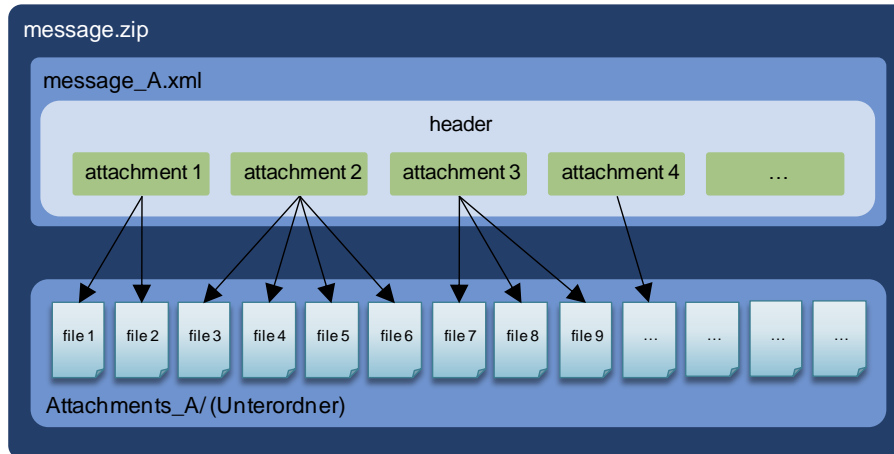 message.zip
message_A.xml
header
attachment 1
attachment 2
attachment 3
attachment 4
...
file 1
file 2
file 3
file 4
file 5
file 6
file 7
file 8
file 9
...
...
...
...
Attachments_A/ (Unterordner)